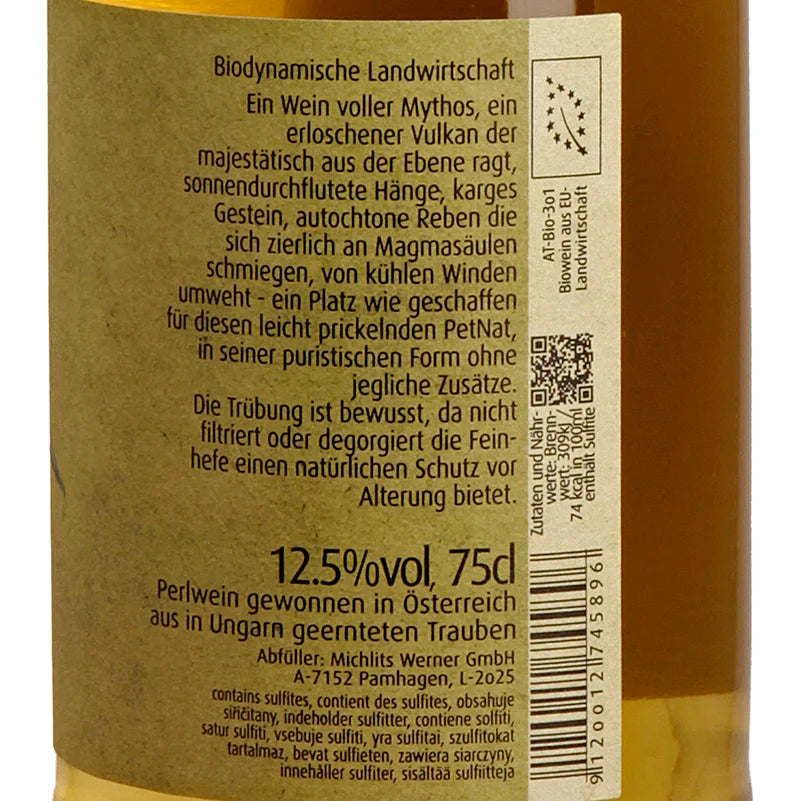 Biodynamische Landwirtschaft
Ein Wein voller Mythos, ein
erloschener Vulkan der
majestätisch aus der Ebene ragt,
sonnendurchflutete Hänge, karges
Gestein, autochtone Reben die
sich zierlich an Magmasäulen
schmiegen, von kühlen Winden
umweht - ein Platz wie geschaffen
für diesen leicht prickelnden PetNat,
in seiner puristischen Form ohne
jegliche Zusätze.
Die Trübung ist bewusst, da nicht
filtriert oder degorgiert die Fein-
hefe einen natürlichen Schutz vor
Alterung bietet.
12.5%vol, 75cl
Perlwein gewonnen in Österreich
aus in Ungarn geernteten Trauben
Abfüller: Michlits Werner GmbH
A-7152 Pamhagen, L-2o25
contains sulfites, contient des sulfites, obsahuje
siřičitany, indeholder sulfitter, contiene solfiti,
satur sulfiti, vsebuje sulfiti, yra sulfitai, szulfitokat
tartalmaz, bevat sulfieten, zawiera siarczyny,
innehåller sulfiter, sisältää sulfiitteja
AT-Bio-3o1
Biowein aus EU-
Landwirtschaft
Zutaten und Nähr-
werte: Brenn-
wert: 309kJ /
74 kcal in 100ml
enthält Sulfite
9120012745896